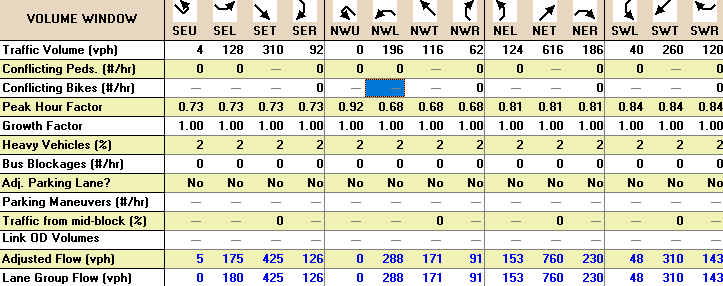 VOLUME WINDOW SEU SEL SET SER NWU NWL NWT NWR NEL NET NER SWL SWT SWR
Traffic Volume (vph) 4 128 310 92 0 196 116 62 124 616 186 40 260 120
Conflicting Peds. (#/hr) 0 0 — 0 0 0 — 0 0 — 0 0 — 0
Conflicting Bikes (#/hr) — — — 0 — — — 0 — — 0 — — 0
Peak Hour Factor 0.73 0.73 0.73 0.73 0.92 0.68 0.68 0.68 0.81 0.81 0.81 0.84 0.84 0.84
Growth Factor 1.00 1.00 1.00 1.00 1.00 1.00 1.00 1.00 1.00 1.00 1.00 1.00 1.00 1.00
Heavy Vehicles (%) 2 2 2 2 2 2 2 2 2 2 2 2 2 2
Bus Blockages (#/hr) 0 0 0 0 0 0 0 0 0 0 0 0 0 0
Adj. Parking Lane? No No No No No No No No No No No No No No
Parking Maneuvers (#/hr) — — — — — — — — — — — — — —
Traffic from mid-block (%) — — 0 — — — 0 — — 0 — — 0 —
Link OD Volumes — — — — — — — —
Adjusted Flow (vph) 5 175 425 126 0 288 171 91 153 760 230 48 310 143
Lane Group Flow (vph) 0 180 425 126 0 288 171 91 153 760 230 48 310 143